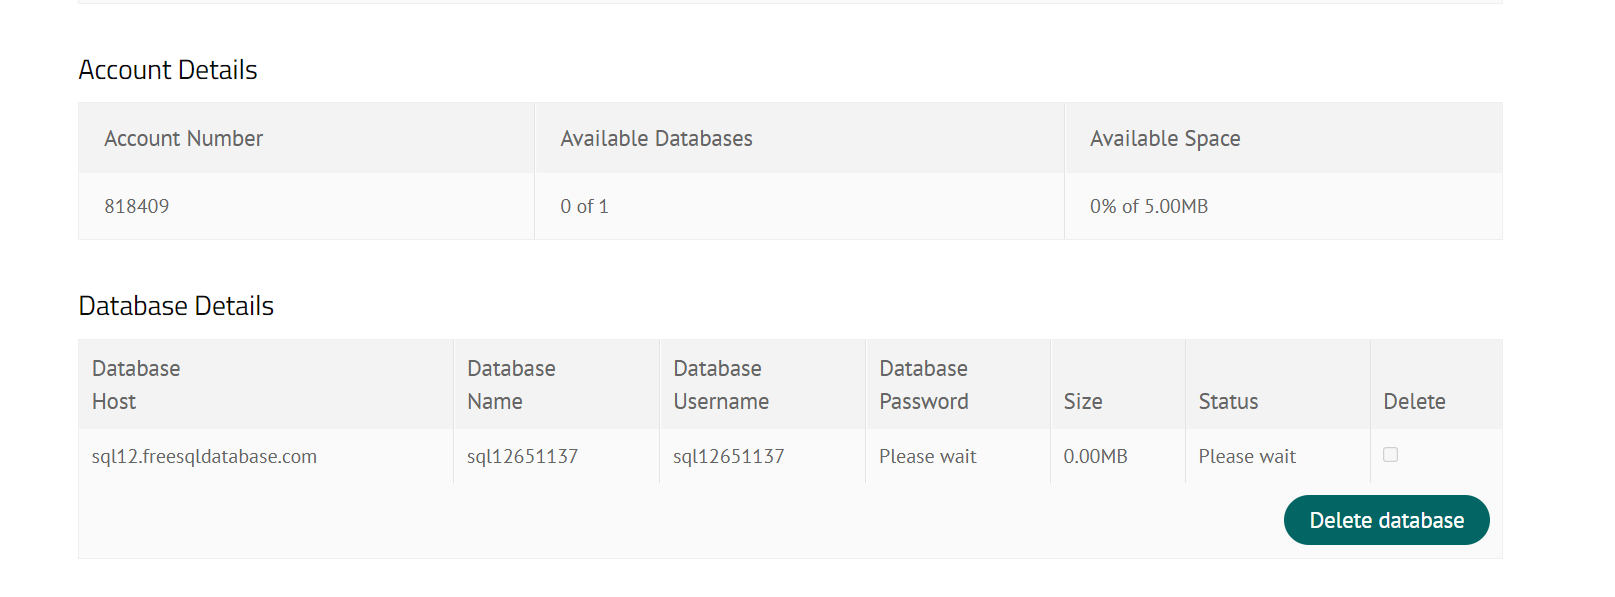 Account Details
Account Number Available Databases Available Space
818409 0 of 1 0% of 5.00MB
Database Details
Database Host Database Name Database Username Database Password Size Status Delete
sql12.freesqldatabase.com sql12651137 sql12651137 Please wait 0.00MB Please wait
Delete database